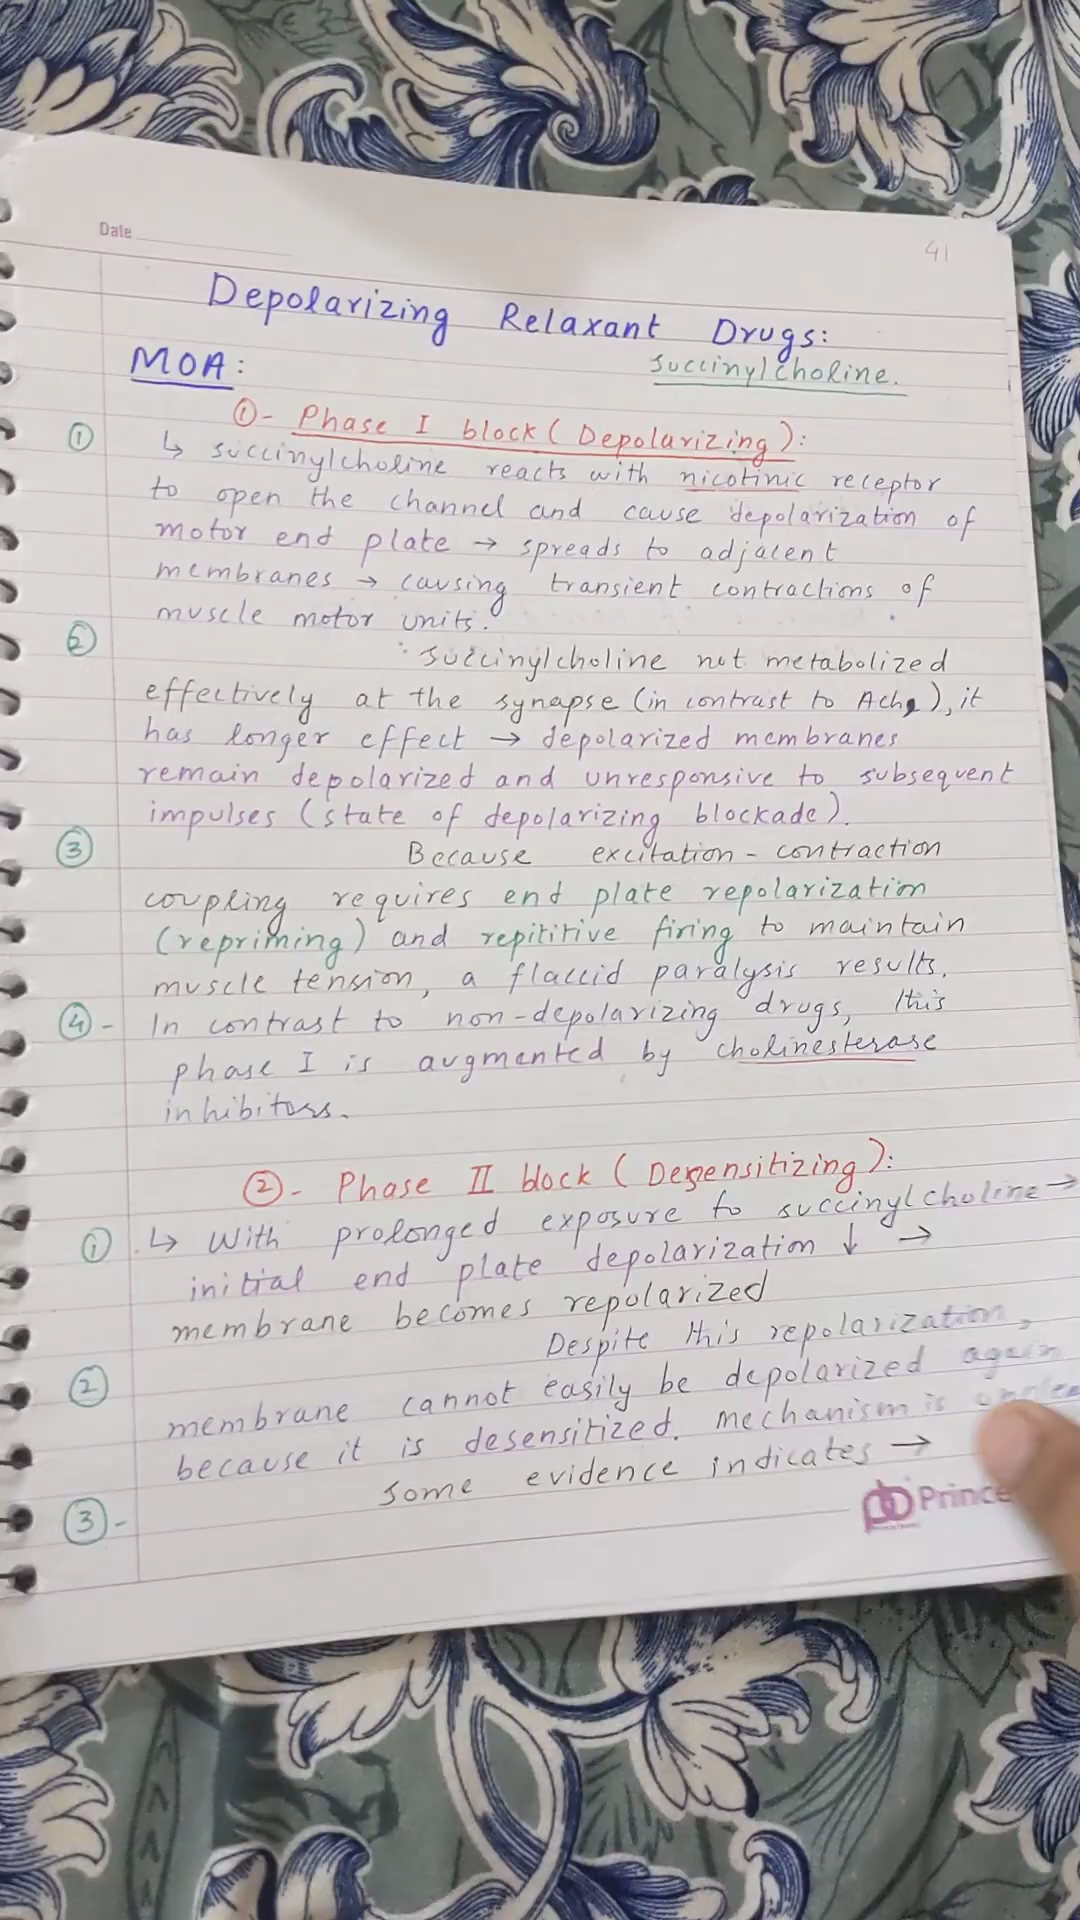 Date
41
Depolarizing Relaxant Drugs:
MOA:
Succinylcholine.
①- Phase I block (Depolarizing):
① ↳ succinylcholine reacts with nicotinic receptor
to open the channel and cause depolarization of
motor end plate → spreads to adjacent
membranes → causing transient contractions of
muscle motor units.
② ∵ succinylcholine not metabolized
effectively at the synapse (in contrast to Ach), it
has longer effect → depolarized membranes
remain depolarized and unresponsive to subsequent
impulses (state of depolarizing blockade).
③ Because excitation - contraction
coupling requires end plate repolarization
(repriming) and repititive firing to maintain
muscle tension, a flaccid paralysis results.
④- In contrast to non-depolarizing drugs, this
phase I is augmented by cholinesterase
inhibitors.
②- Phase II block (Desensitizing):
① ↳ With prolonged exposure to succinylcholine →
initial end plate depolarization ↓ →
membrane becomes repolarized
② Despite this repolarization,
membrane cannot easily be depolarized again
because it is desensitized. mechanism is
③- some evidence indicates →
Prince